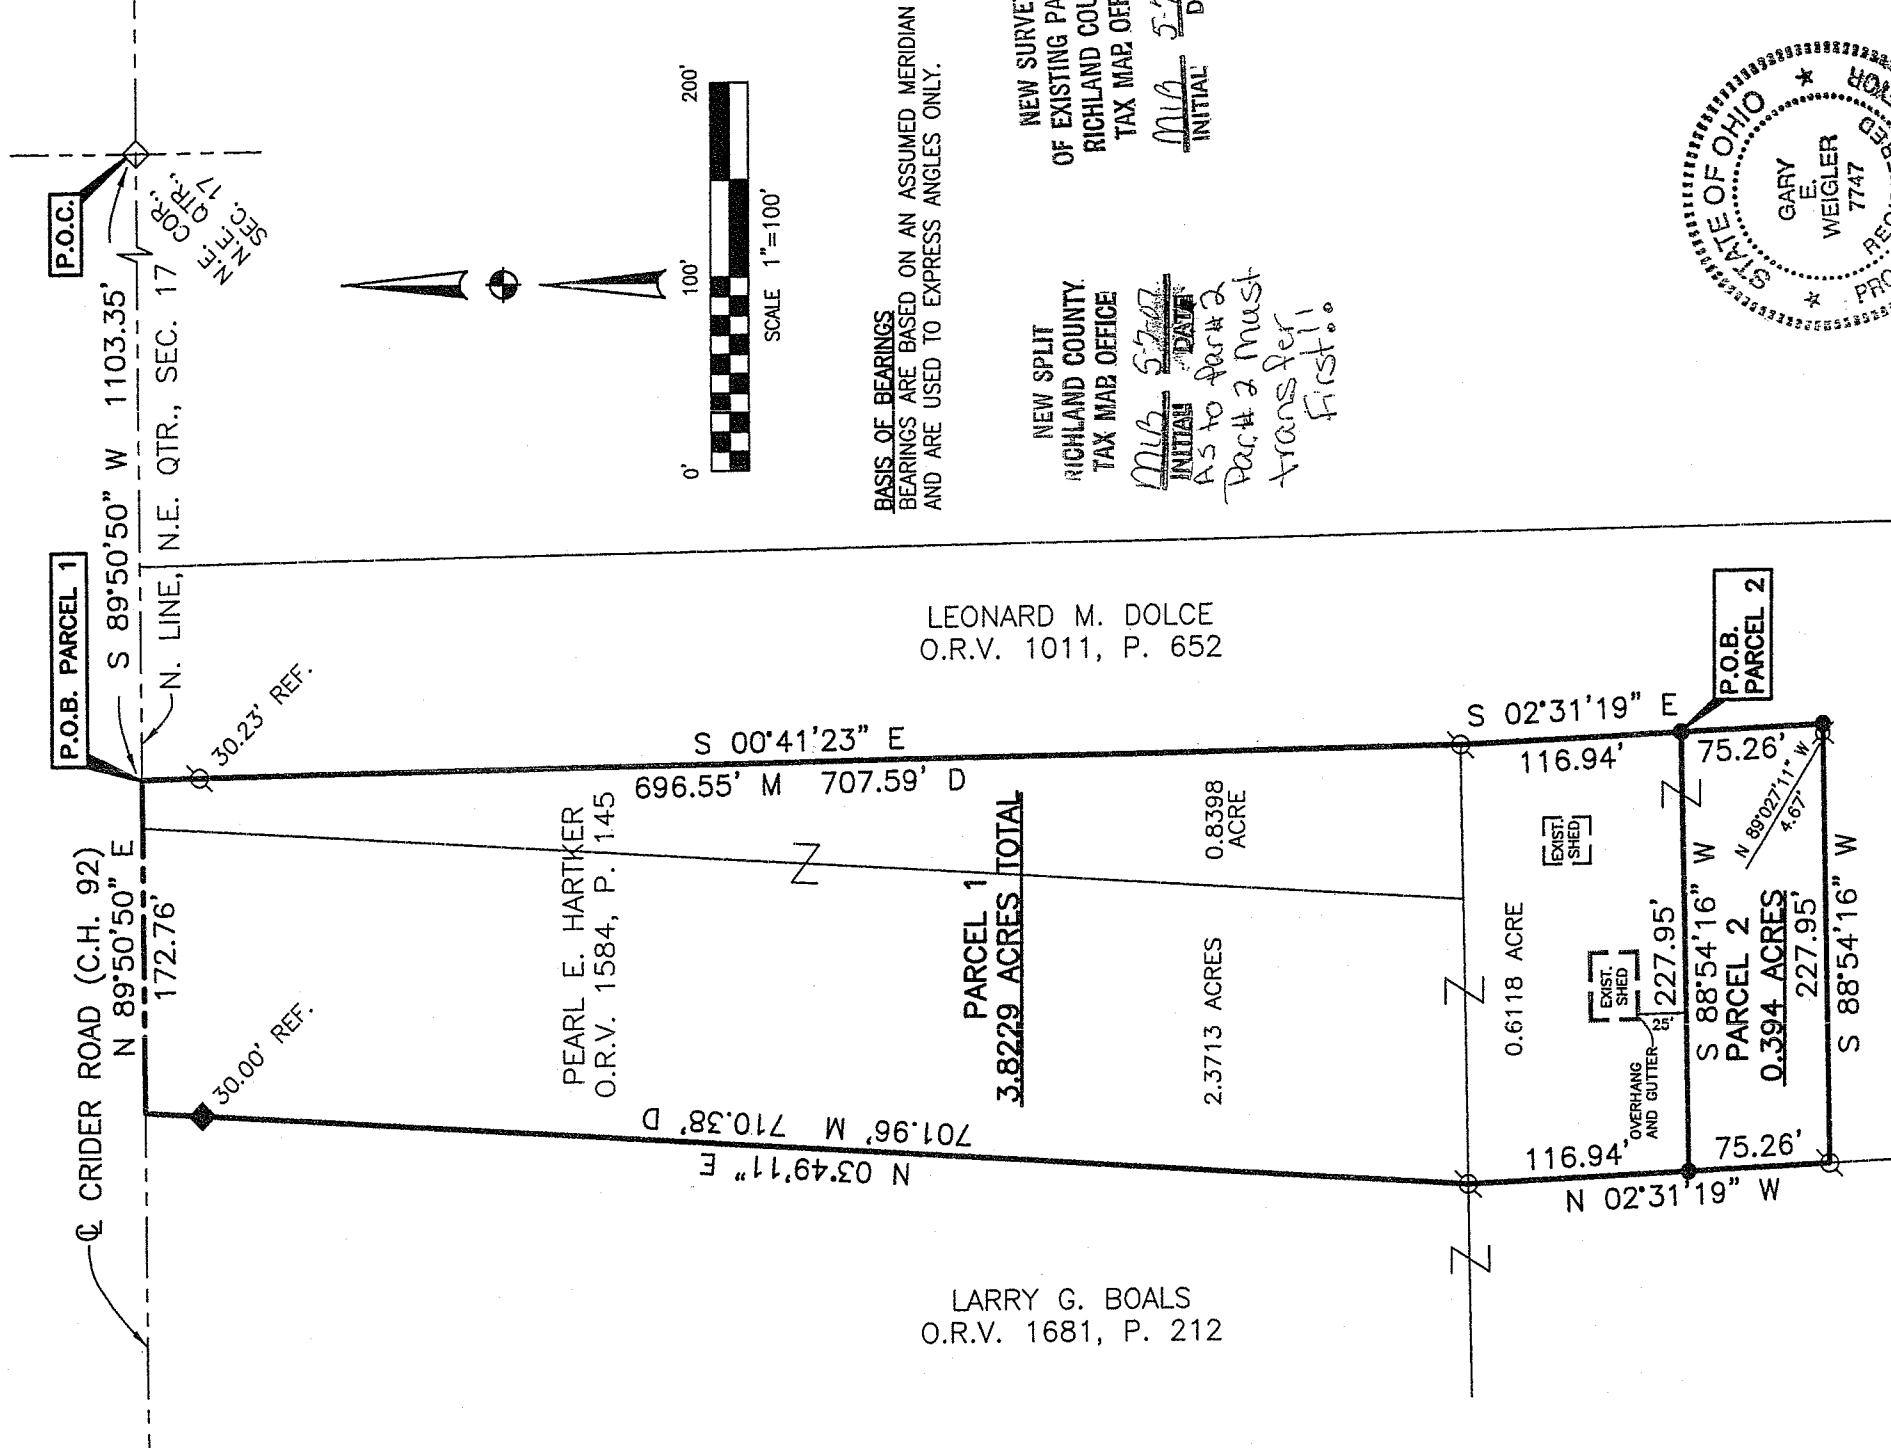 P.O.C.
N.E. COR.,
N.E. QTR.,
SEC. 17
S 89°50'50" W 1103.35'
N. LINE, N.E. QTR., SEC. 17
P.O.B. PARCEL 1
℄ CRIDER ROAD (C.H. 92)
N 89°50'50" E
172.76'
30.23' REF.
30.00' REF.
0' 100' 200'
SCALE 1"=100'
BASIS OF BEARINGS
BEARINGS ARE BASED ON AN ASSUMED MERIDIAN
AND ARE USED TO EXPRESS ANGLES ONLY.
NEW SPLIT
RICHLAND COUNTY
TAX MAP OFFICE
MLB
INITIAL DATE
As to Par# 2
Par# 2 must
transfer
first!!
NEW SURVEY
OF EXISTING
RICHLAND
TAX MAP
MLB
INITIAL
STATE OF OHIO
GARY
E.
WEIGLER
7747
LEONARD M. DOLCE
O.R.V. 1011, P. 652
S 00°41'23" E
696.55' M 707.59' D
PEARL E. HARTKER
O.R.V. 1584, P. 145
PARCEL 1
3.8229 ACRES TOTAL
0.8398
ACRE
2.3713 ACRES
N 03°49'11" E
701.96' M 710.38' D
LARRY G. BOALS
O.R.V. 1681, P. 212
S 02°31'19" E
116.94'
75.26'
P.O.B.
PARCEL 2
0.6118 ACRE
EXIST.
SHED
EXIST.
SHED
25'
OVERHANG
AND GUTTER
227.95'
S 88°54'16" W
PARCEL 2
0.394 ACRES
227.95'
S 88°54'16" W
N 89°027'11" W
4.67'
116.94'
75.26'
N 02°31'19" W